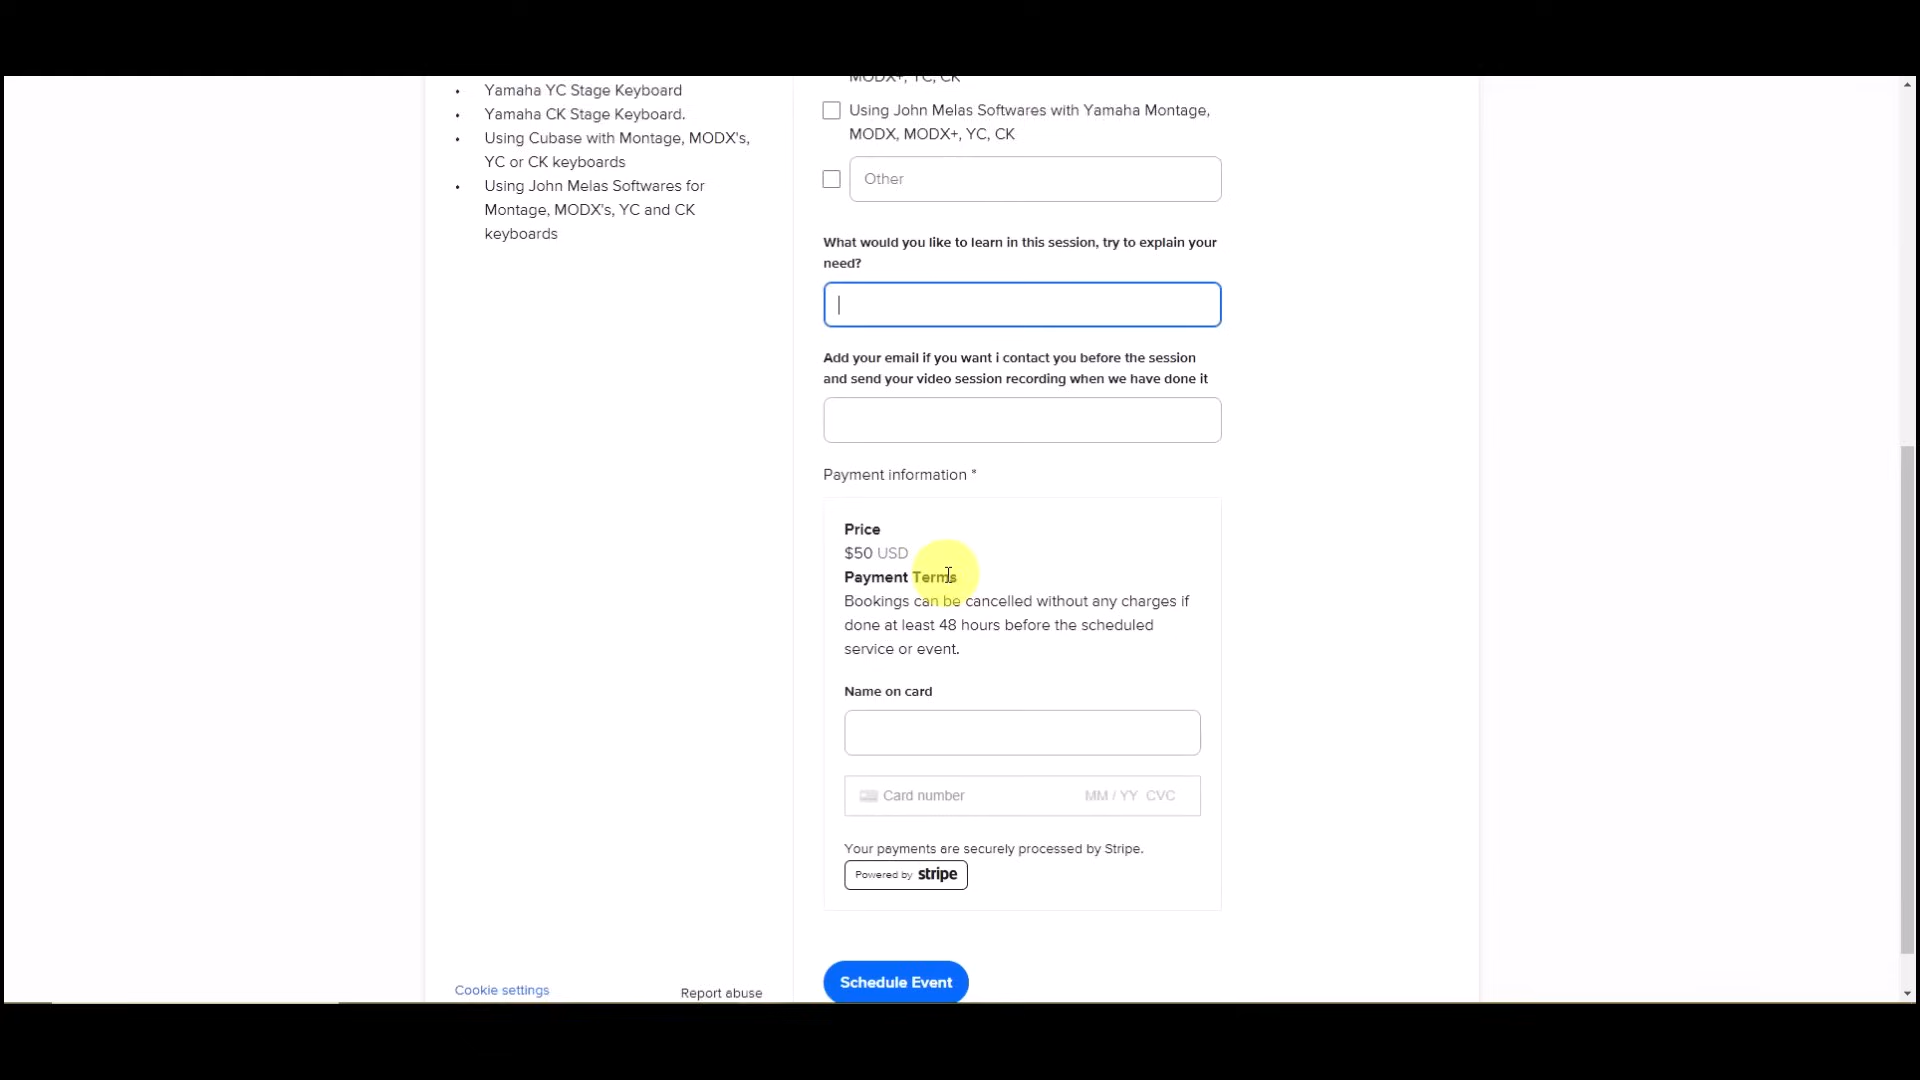 Yamaha YC Stage Keyboard
Yamaha CK Stage Keyboard.
Using Cubase with Montage, MODX's,
YC or CK keyboards
Using John Melas Softwares for
Montage, MODX's, YC and CK
keyboards
Cookie settings
Report abuse
MODX+, YC, CK
Using John Melas Softwares with Yamaha Montage,
MODX, MODX+, YC, CK
Other
What would you like to learn in this session, try to explain your
need?
Add your email if you want i contact you before the session
and send your video session recording when we have done it
Payment information *
Price
$50 USD
Payment Terms
Bookings can be cancelled without any charges if
done at least 48 hours before the scheduled
service or event.
Name on card
Card number MM / YY CVC
Your payments are securely processed by Stripe.
Powered by stripe
Schedule Event